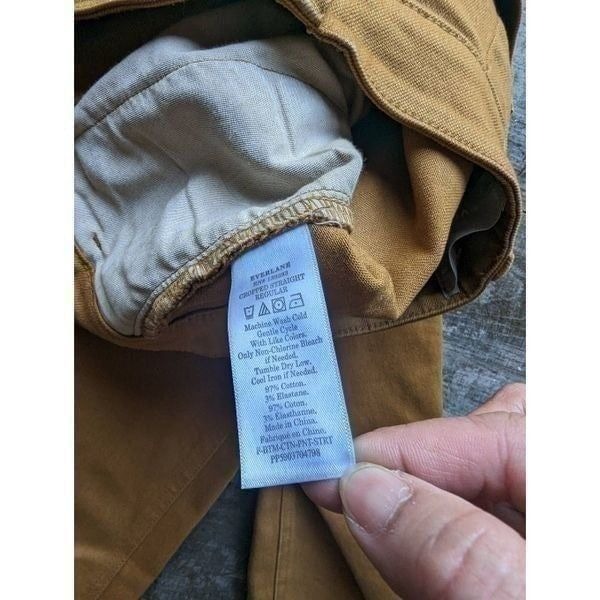 EVERLANE
CROPPED STRAIGHT
REGULAR
Machine Wash Cold
Gentle Cycle
With Like Colors.
Only Non-Chlorine Bleach
if Needed.
Tumble Dry Low.
Cool Iron if Needed.
97% Cotton.
3% Elastane.
97% Coton.
3% Élasthanne.
Made in China.
Fabriqué en Chine.
F-BTM-CTN-PNT-STRT
PP5903704798